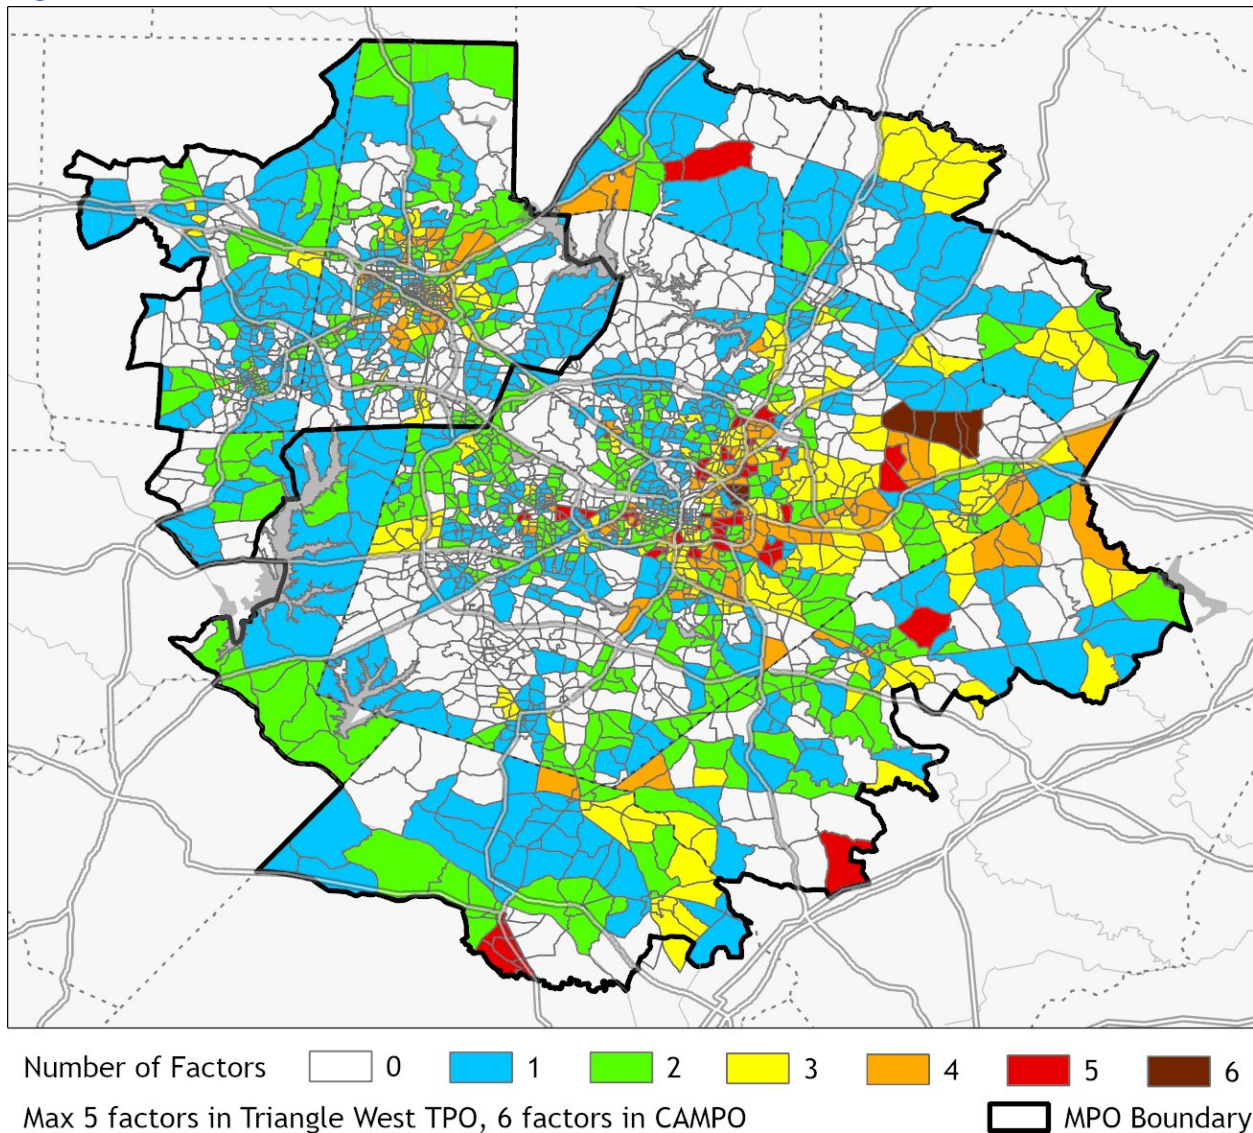 Number of Factors 0 1 2 3 4 5 6
Max 5 factors in Triangle West TPO, 6 factors in CAMPO MPO Boundary